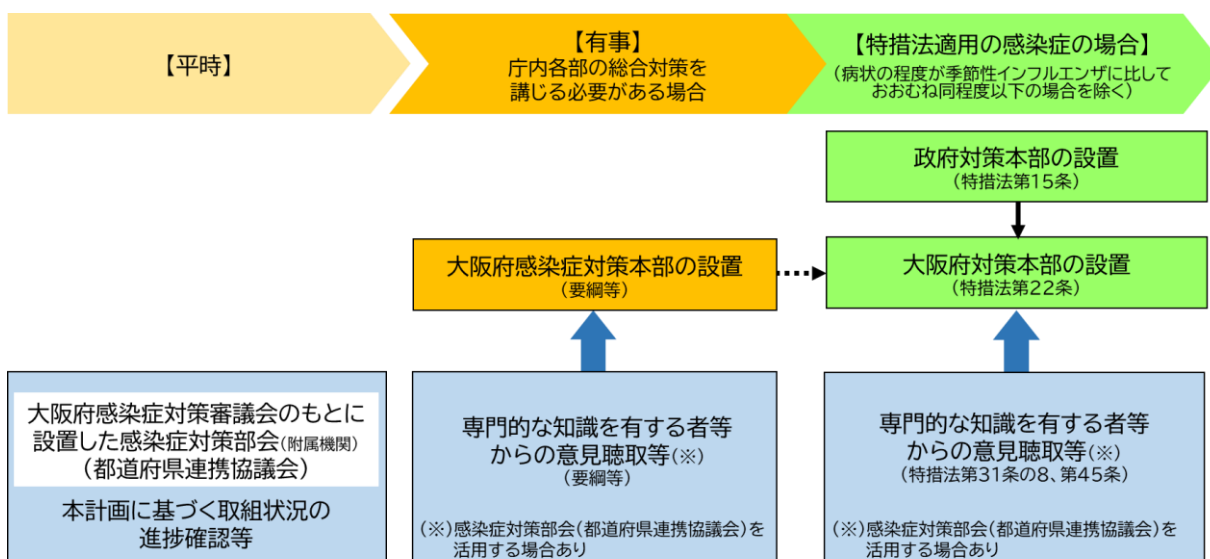 【平時】
【有事】
庁内各部の総合対策を
講じる必要がある場合
【特措法適用の感染症の場合】
(病状の程度が季節性インフルエンザに比して
おおむね同程度以下の場合を除く)
政府対策本部の設置
(特措法第15条)
大阪府感染症対策本部の設置
(要綱等)
大阪府対策本部の設置
(特措法第22条)
大阪府感染症対策審議会のもとに
設置した感染症対策部会(附属機関)
(都道府県連携協議会)
本計画に基づく取組状況の
進捗確認等
専門的な知識を有する者等
からの意見聴取等(※)
(要綱等)
(※)感染症対策部会(都道府県連携協議会)を
活用する場合あり
専門的な知識を有する者等
からの意見聴取等(※)
(特措法第31条の8、第45条)
(※)感染症対策部会(都道府県連携協議会)を
活用する場合あり